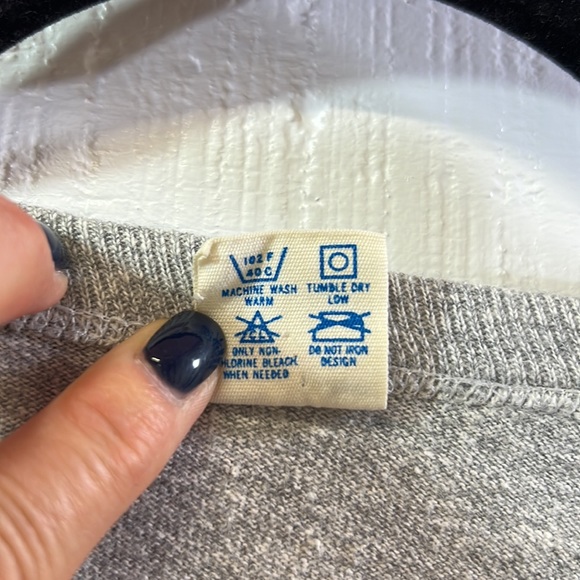 102 F
40 C
MACHINE WASH
WARM
TUMBLE DRY
LOW
CL
ONLY NON-
CHLORINE BLEACH
WHEN NEEDED
DO NOT IRON
DESIGN